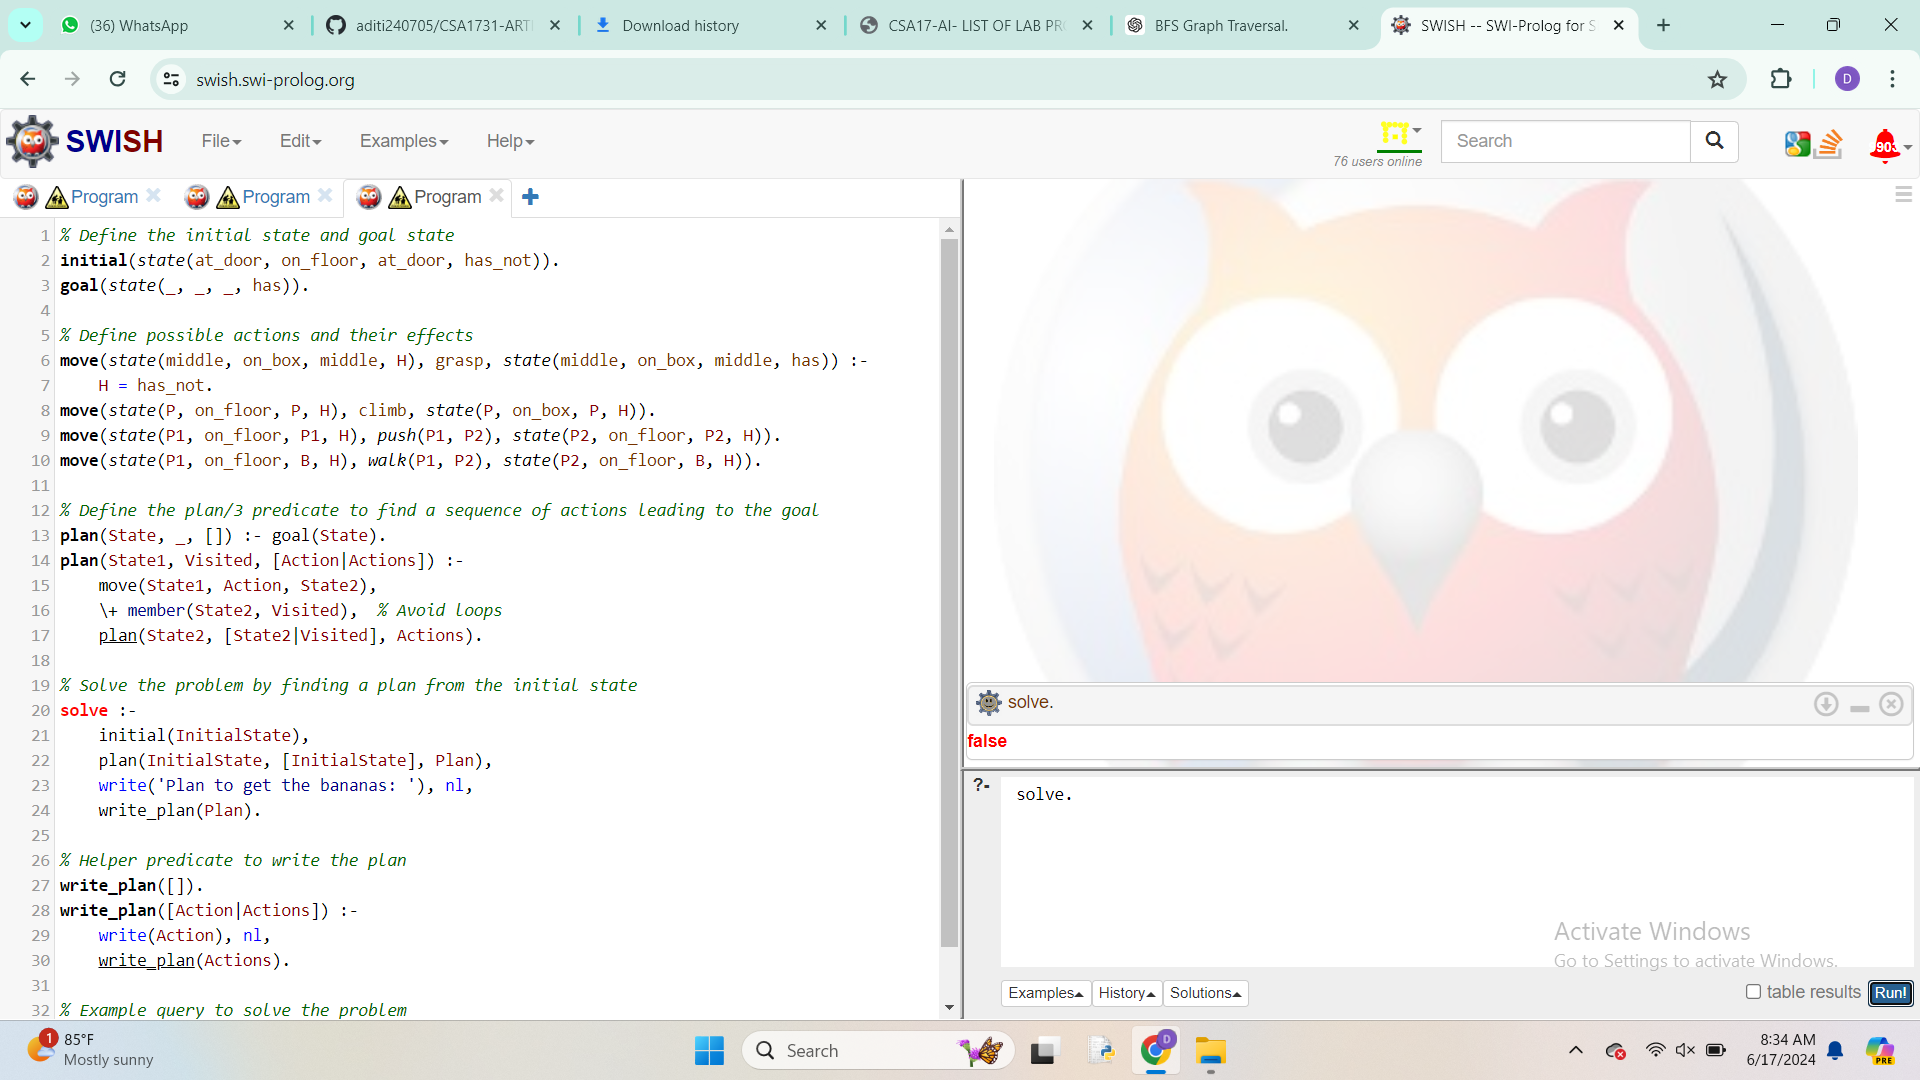 (36) WhatsApp
aditi240705/CSA1731-ARTI
Download history
CSA17-AI- LIST OF LAB PRO
BFS Graph Traversal.
SWISH -- SWI-Prolog for S
swish.swi-prolog.org
D
SWISH
File
Edit
Examples
Help
76 users online
Search
903
Program
Program
Program
1 % Define the initial state and goal state
2 initial(state(at_door, on_floor, at_door, has_not)).
3 goal(state(_, _, _, has)).
4
5 % Define possible actions and their effects
6 move(state(middle, on_box, middle, H), grasp, state(middle, on_box, middle, has)) :-
7 H = has_not.
8 move(state(P, on_floor, P, H), climb, state(P, on_box, P, H)).
9 move(state(P1, on_floor, P1, H), push(P1, P2), state(P2, on_floor, P2, H)).
10 move(state(P1, on_floor, B, H), walk(P1, P2), state(P2, on_floor, B, H)).
11
12 % Define the plan/3 predicate to find a sequence of actions leading to the goal
13 plan(State, _, []) :- goal(State).
14 plan(State1, Visited, [Action|Actions]) :-
15 move(State1, Action, State2),
16 \+ member(State2, Visited), % Avoid loops
17 plan(State2, [State2|Visited], Actions).
18
19 % Solve the problem by finding a plan from the initial state
20 solve :-
21 initial(InitialState),
22 plan(InitialState, [InitialState], Plan),
23 write('Plan to get the bananas: '), nl,
24 write_plan(Plan).
25
26 % Helper predicate to write the plan
27 write_plan([]).
28 write_plan([Action|Actions]) :-
29 write(Action), nl,
30 write_plan(Actions).
31
32 % Example query to solve the problem
solve.
false
?- solve.
Activate Windows
Go to Settings to activate Windows.
Examples
History
Solutions
table results
Run!
1
85°F
Mostly sunny
Search
D
PRE
8:34 AM
6/17/2024